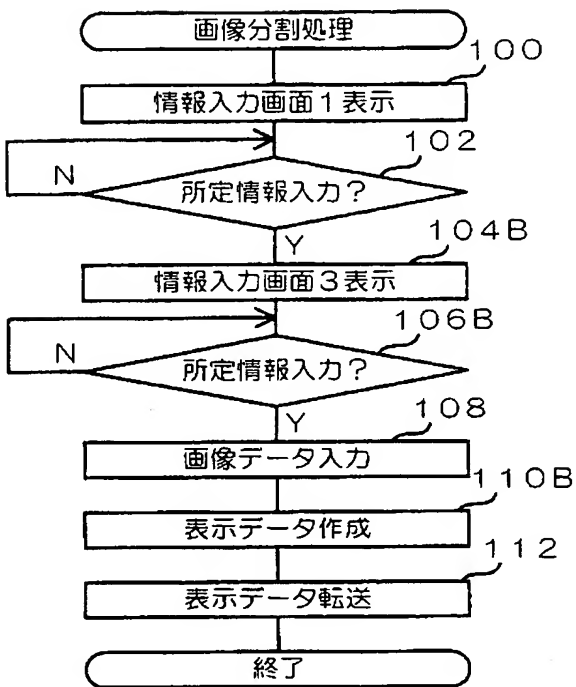 画像分割処理
100
情報入力画面1表示
102
N
所定情報入力？
Y
104B
情報入力画面3表示
106B
N
所定情報入力？
Y
108
画像データ入力
110B
表示データ作成
112
表示データ転送
終了